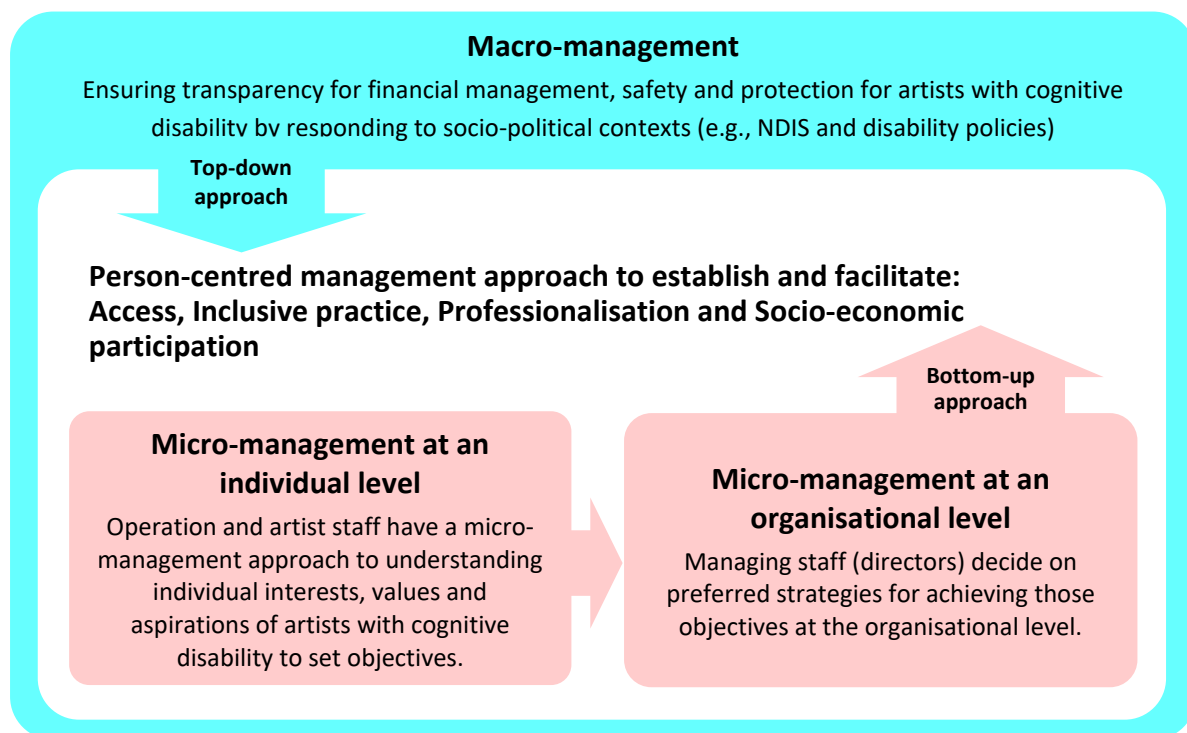 Macro-management
Ensuring transparency for financial management, safety and protection for artists with cognitive
disability by responding to socio-political contexts (e.g., NDIS and disability policies)
Top-down
approach
Person-centred management approach to establish and facilitate:
Access, Inclusive practice, Professionalisation and Socio-economic
participation
Bottom-up
approach
Micro-management at an
individual level
Operation and artist staff have a micro-
management approach to understanding
individual interests, values and
aspirations of artists with cognitive
disability to set objectives.
Micro-management at an
organisational level
Managing staff (directors) decide on
preferred strategies for achieving those
objectives at the organisational level.